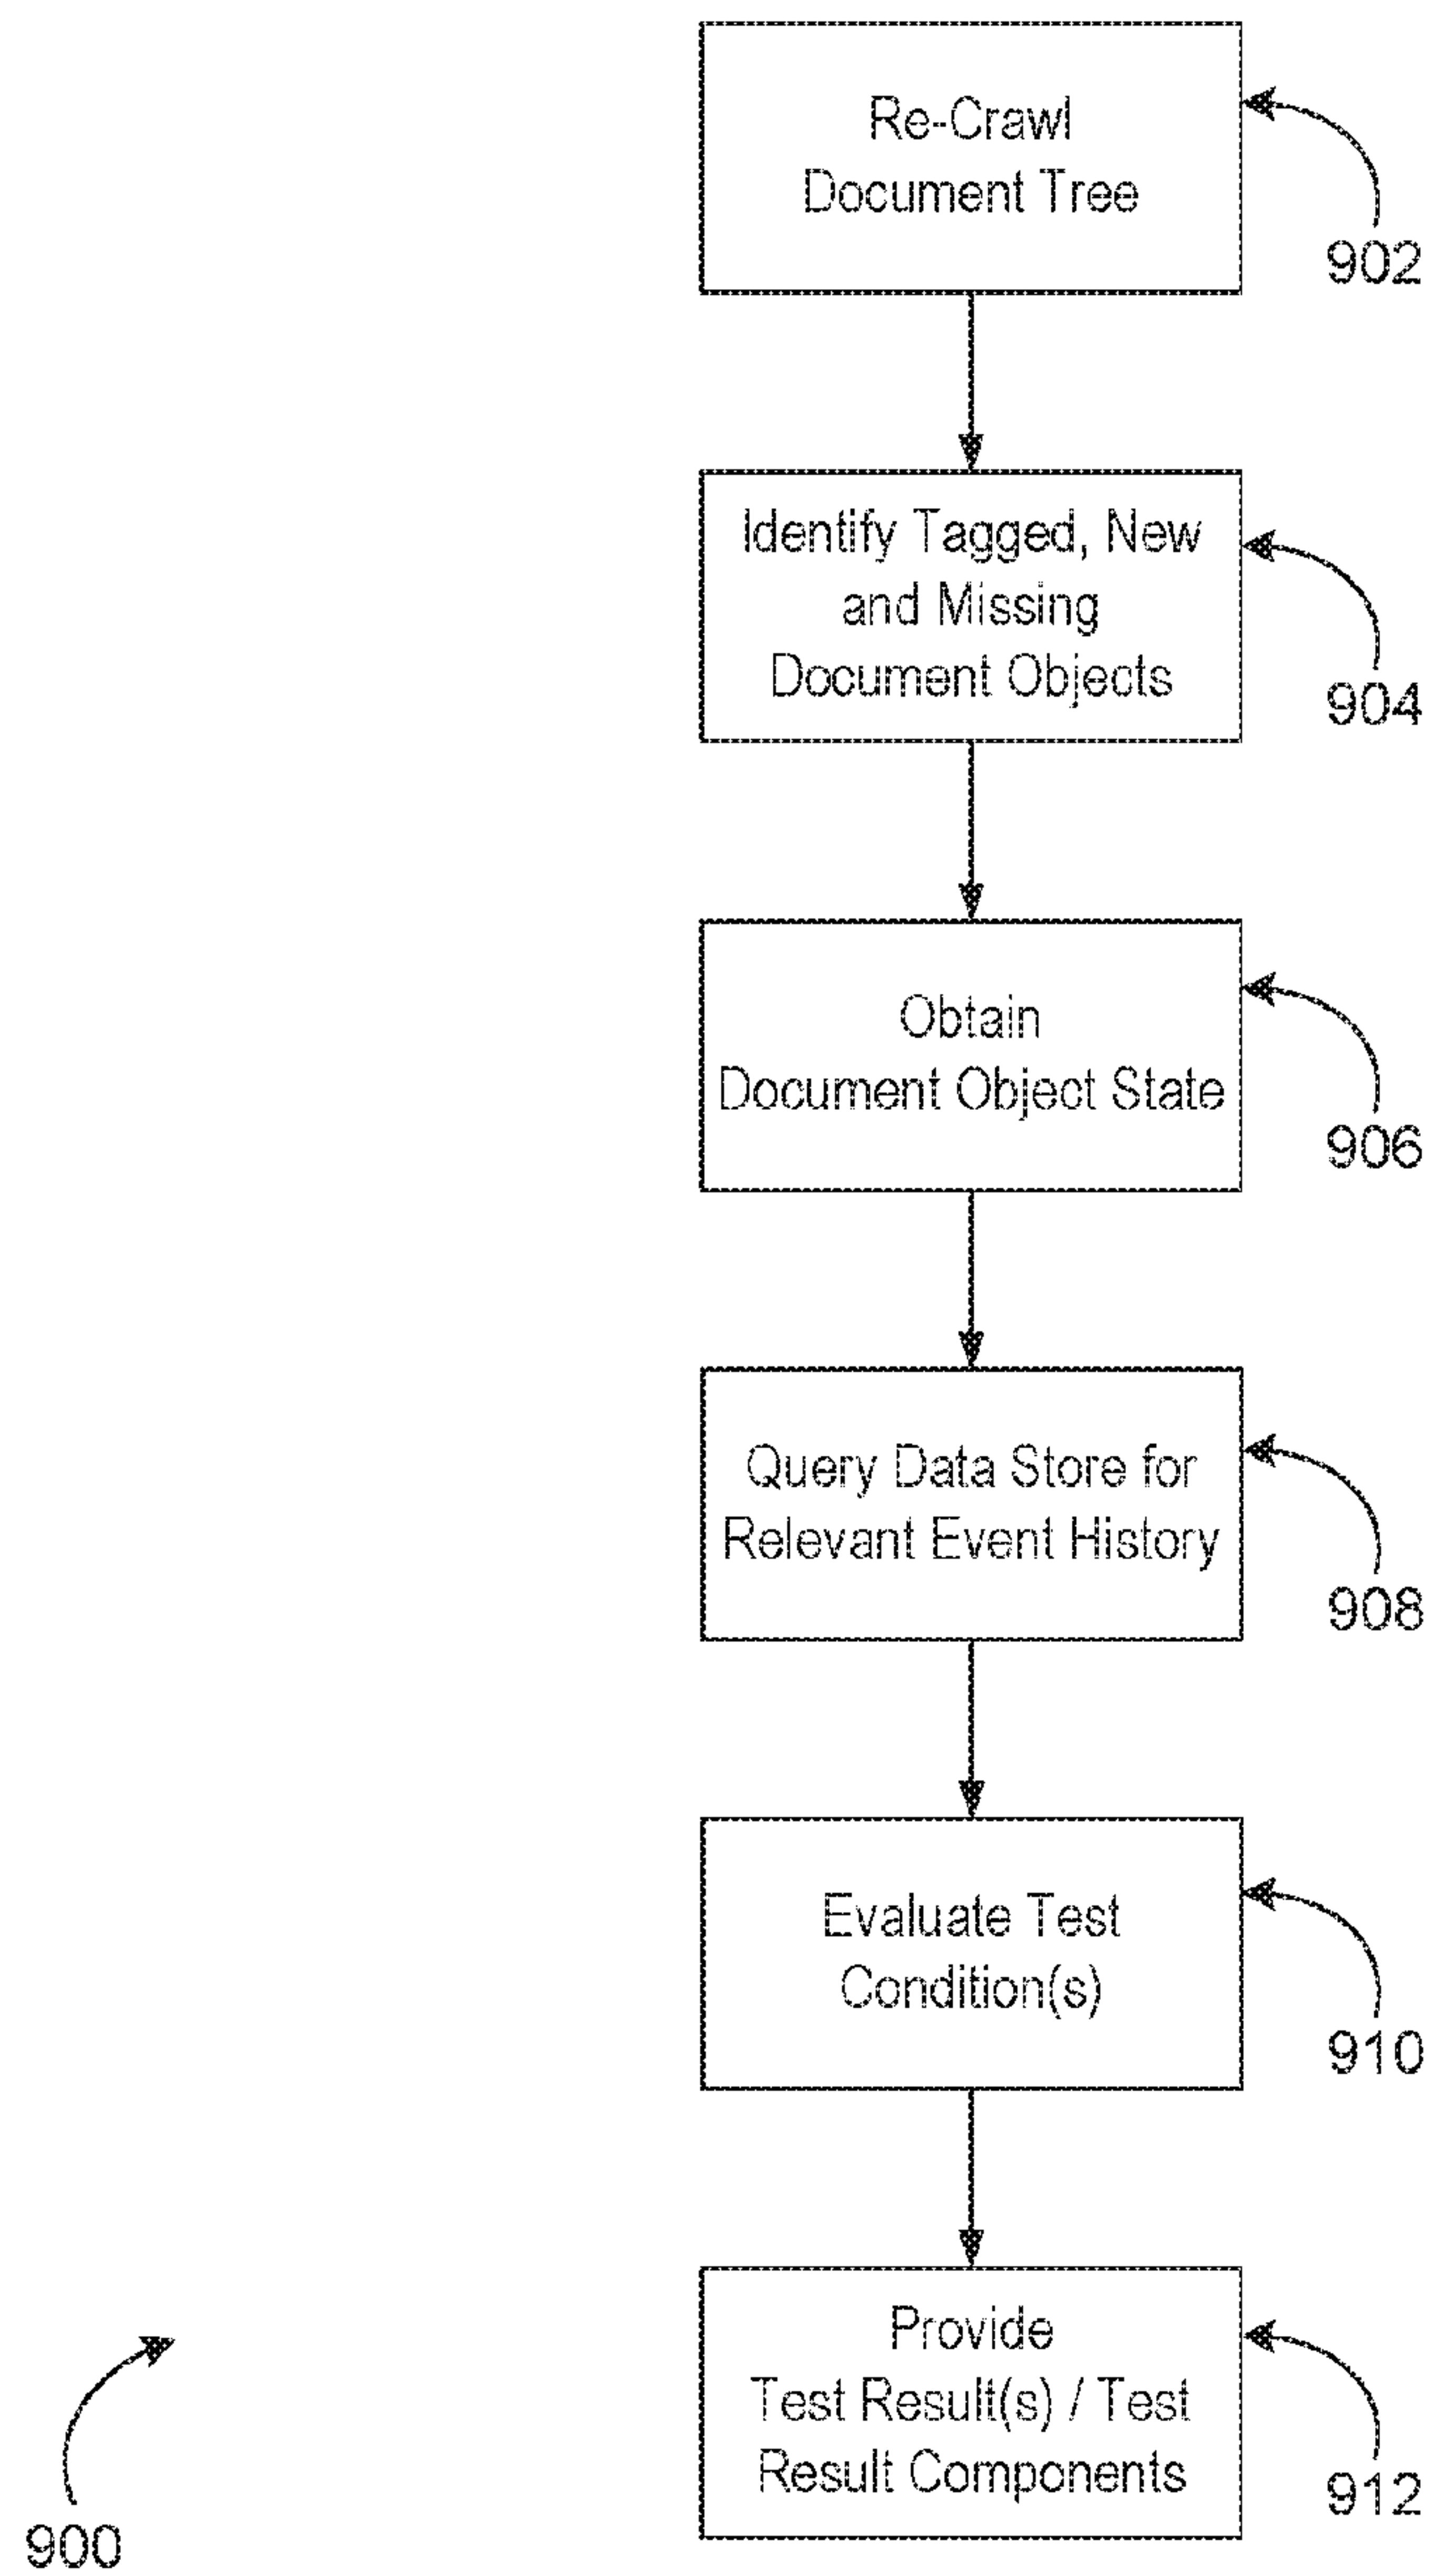 Re-Crawl
Document Tree
902
Identify Tagged, New
and Missing
Document Objects
904
Obtain
Document Object State
906
Query Data Store for
Relevant Event History
908
Evaluate Test
Condition(s)
910
Provide
Test Result(s) / Test
Result Components
912
900